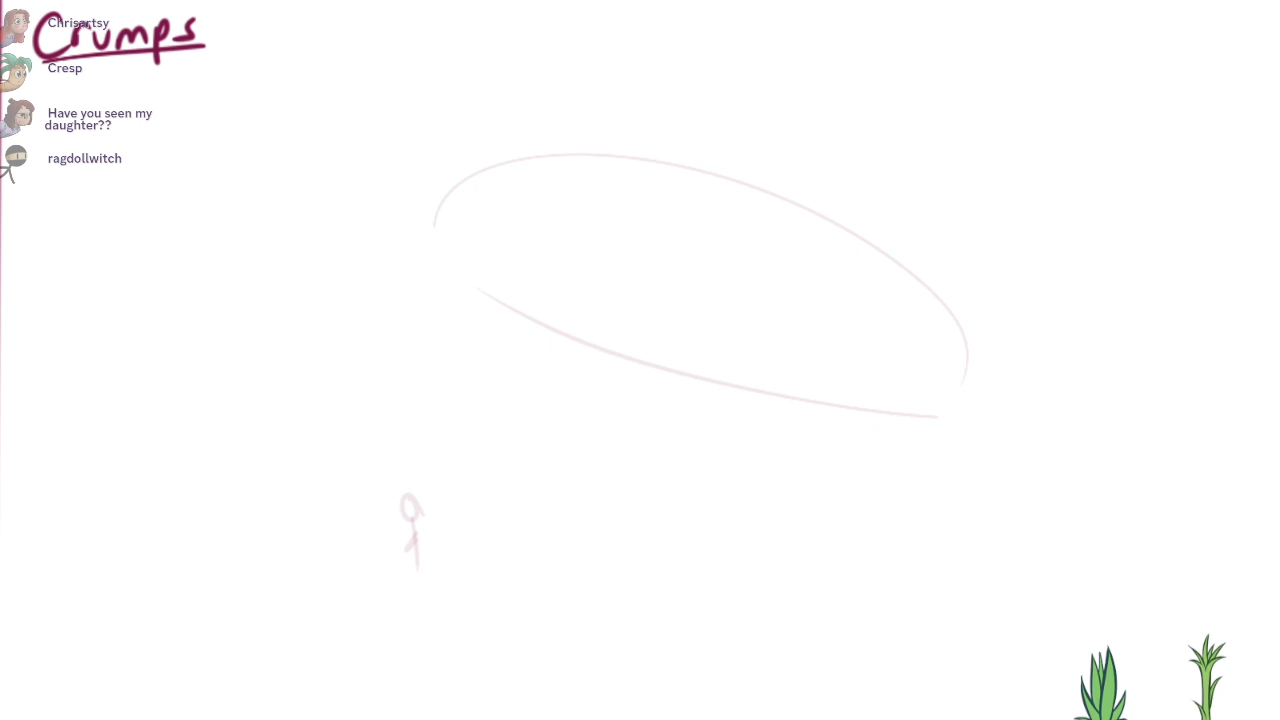 Crumps
Chrisartsy
Cresp
Have you seen my
daughter??
ragdollwitch